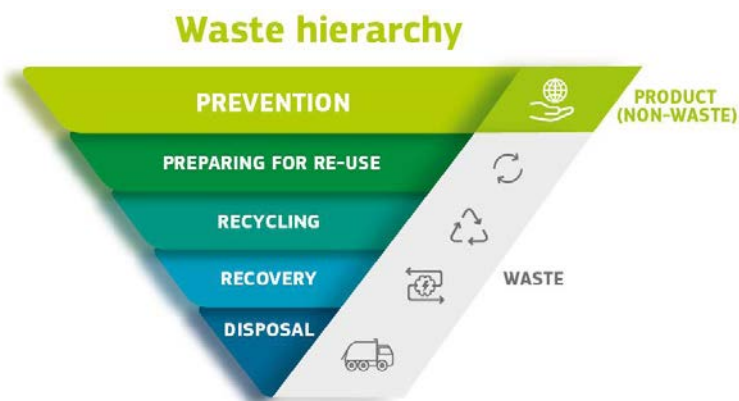 Waste hierarchy
PREVENTION
PRODUCT
(NON-WASTE)
PREPARING FOR RE-USE
RECYCLING
RECOVERY
WASTE
DISPOSAL